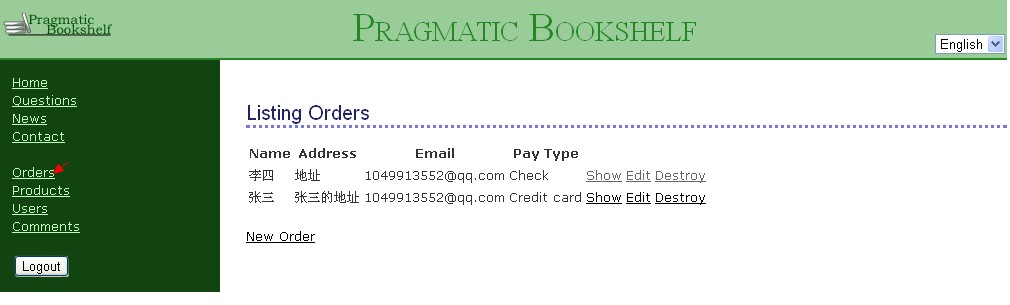 Pragmatic
Bookshelf
PRAGMATIC BOOKSHELF
English
Home
Questions
News
Contact
Orders
Products
Users
Comments
Logout
Listing Orders
Name Address Email Pay Type
李四 地址 1049913552@qq.com Check Show Edit Destroy
张三 张三的地址 1049913552@qq.com Credit card Show Edit Destroy
New Order